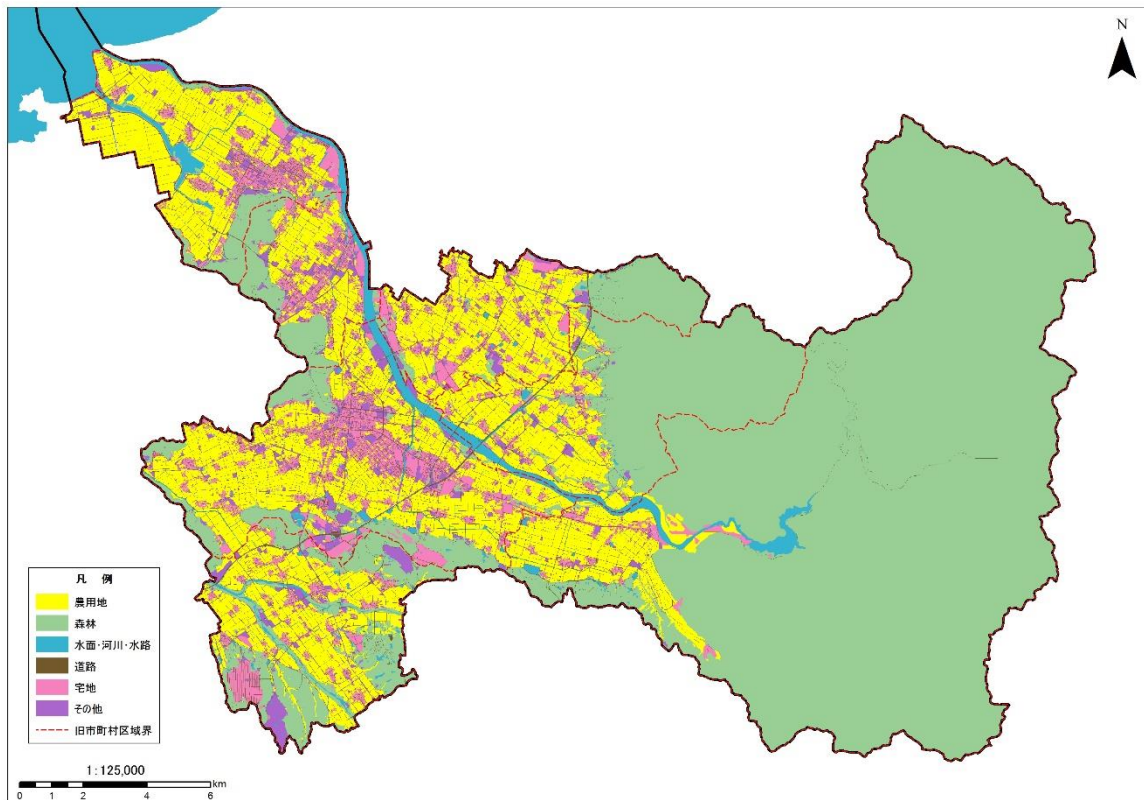 N
凡 例
農用地
森林
水面・河川・水路
道路
宅地
その他
旧市町村区域界
1:125,000
0 1 2 4 6 km